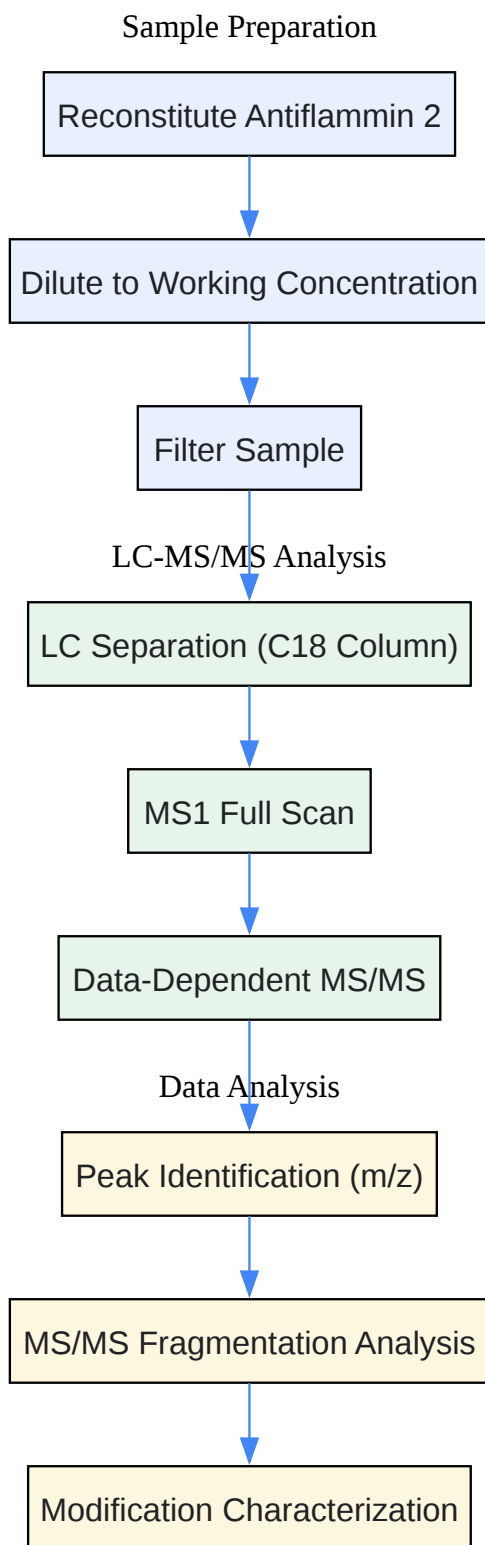 Sample Preparation
Reconstitute Antiflammin 2
Dilute to Working Concentration
Filter Sample
LC-MS/MS Analysis
LC Separation (C18 Column)
MS1 Full Scan
Data-Dependent MS/MS
Data Analysis
Peak Identification (m/z)
MS/MS Fragmentation Analysis
Modification Characterization